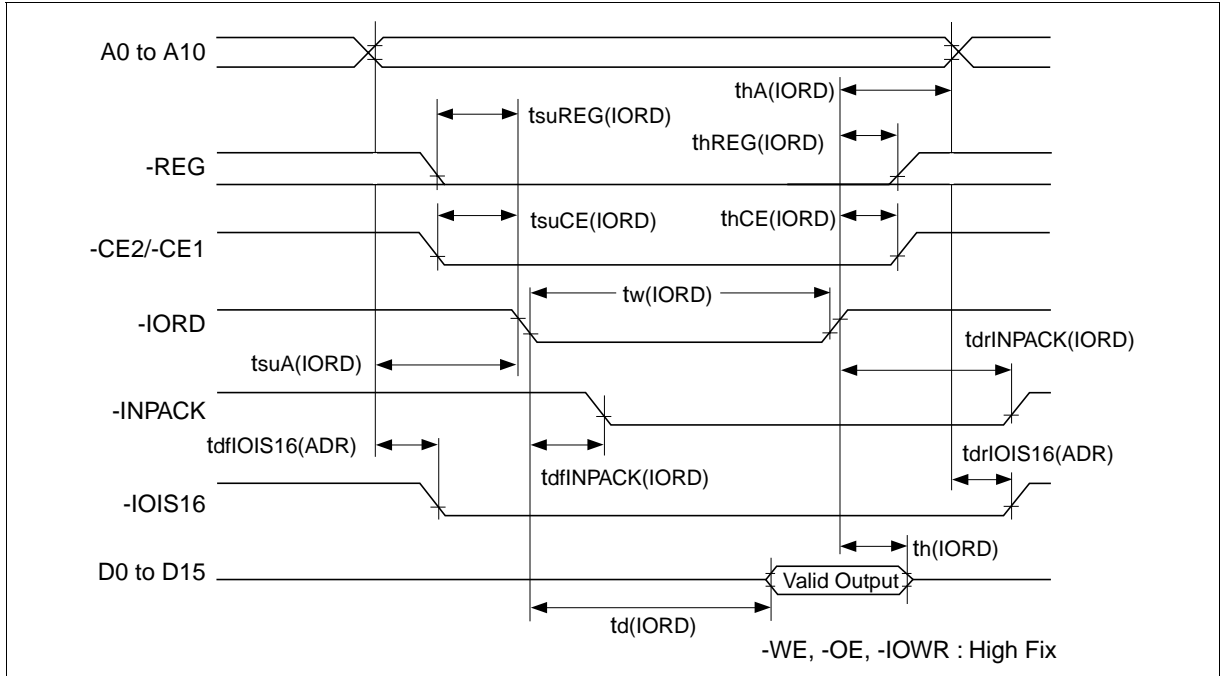 A0 to A10
thA(IORD)
tsuREG(IORD)
thREG(IORD)
-REG
tsuCE(IORD)
thCE(IORD)
-CE2/-CE1
tw(IORD)
-IORD
tdrINPACK(IORD)
tsuA(IORD)
-INPACK
tdfIOIS16(ADR)
tdrIOIS16(ADR)
tdfINPACK(IORD)
-IOIS16
th(IORD)
D0 to D15
Valid Output
td(IORD)
-WE, -OE, -IOWR : High Fix